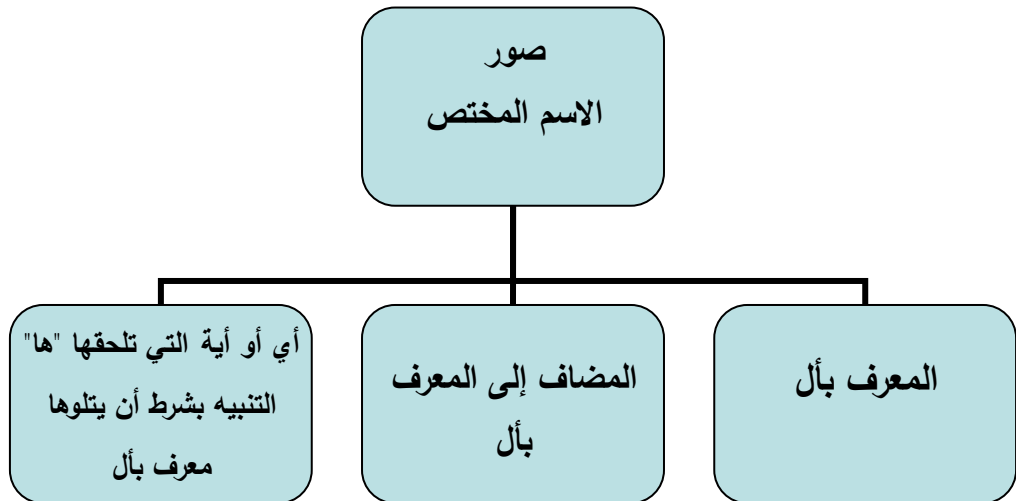 صور
الاسم المختص
المعرف بأل
المضاف إلى المعرف
بأل
أي أو أية التي تلحقها "ها"
التنبيه بشرط أن يتلوها
معرف بأل